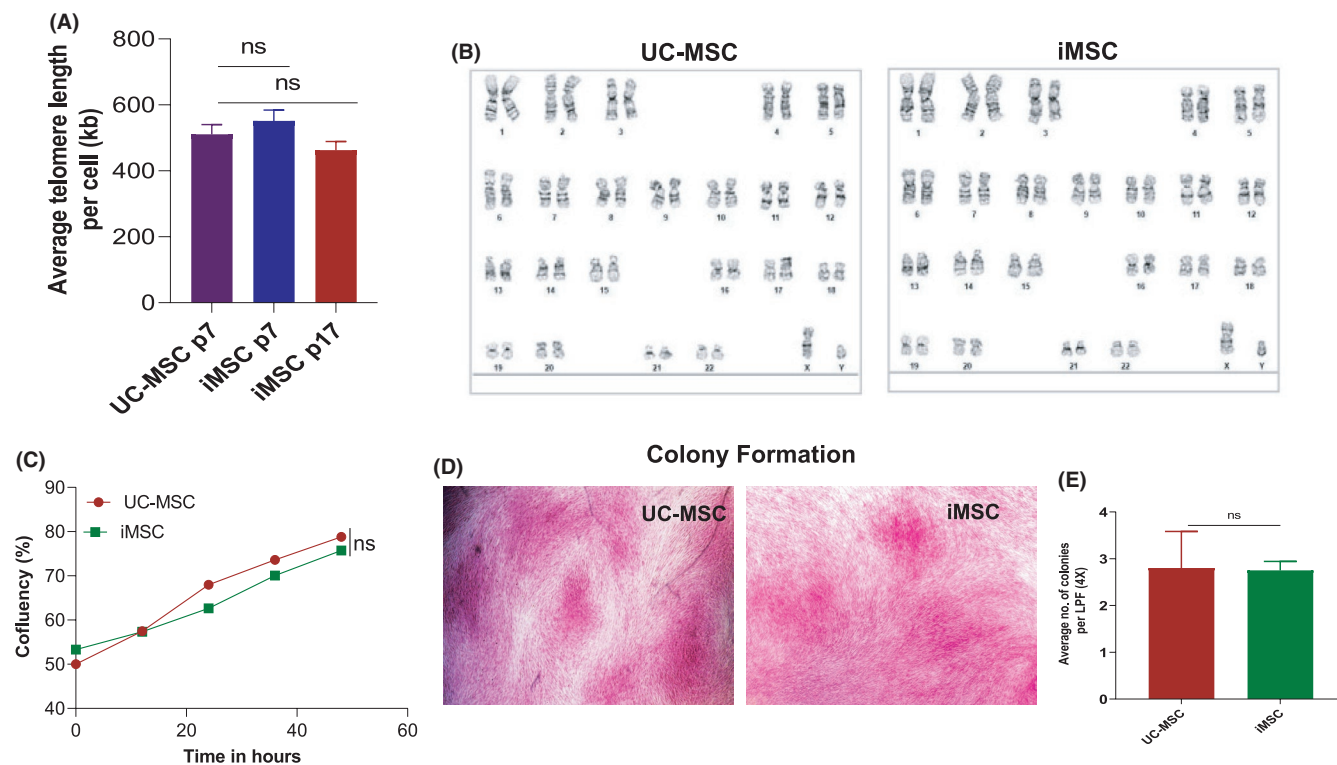 (A)
Average telomere length
per cell (kb)
800
600
400
200
0
ns
ns
UC-MSC p7
iMSC p7
iMSC p17
(B)
UC-MSC
1 2 3 4 5
6 7 8 9 10 11 12
13 14 15 16 17 18
19 20 21 22 X Y
iMSC
1 2 3 4 5
6 7 8 9 10 11 12
13 14 15 16 17 18
19 20 21 22 X Y
(C)
Cofluency (%)
90
80
70
60
50
40
UC-MSC
iMSC
ns
0 20 40 60
Time in hours
Colony Formation
(D)
UC-MSC
iMSC
(E)
Average no. of colonies
per LPF (4X)
4
3
2
1
0
ns
UC-MSC
iMSC